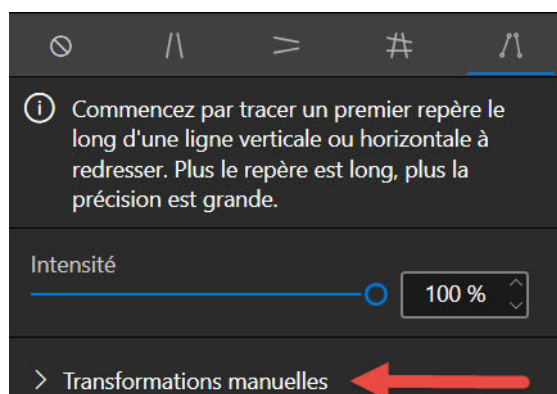 Commencez par tracer un premier repère le
long d'une ligne verticale ou horizontale à
redresser. Plus le repère est long, plus la
précision est grande.
Intensité
100 %
Transformations manuelles